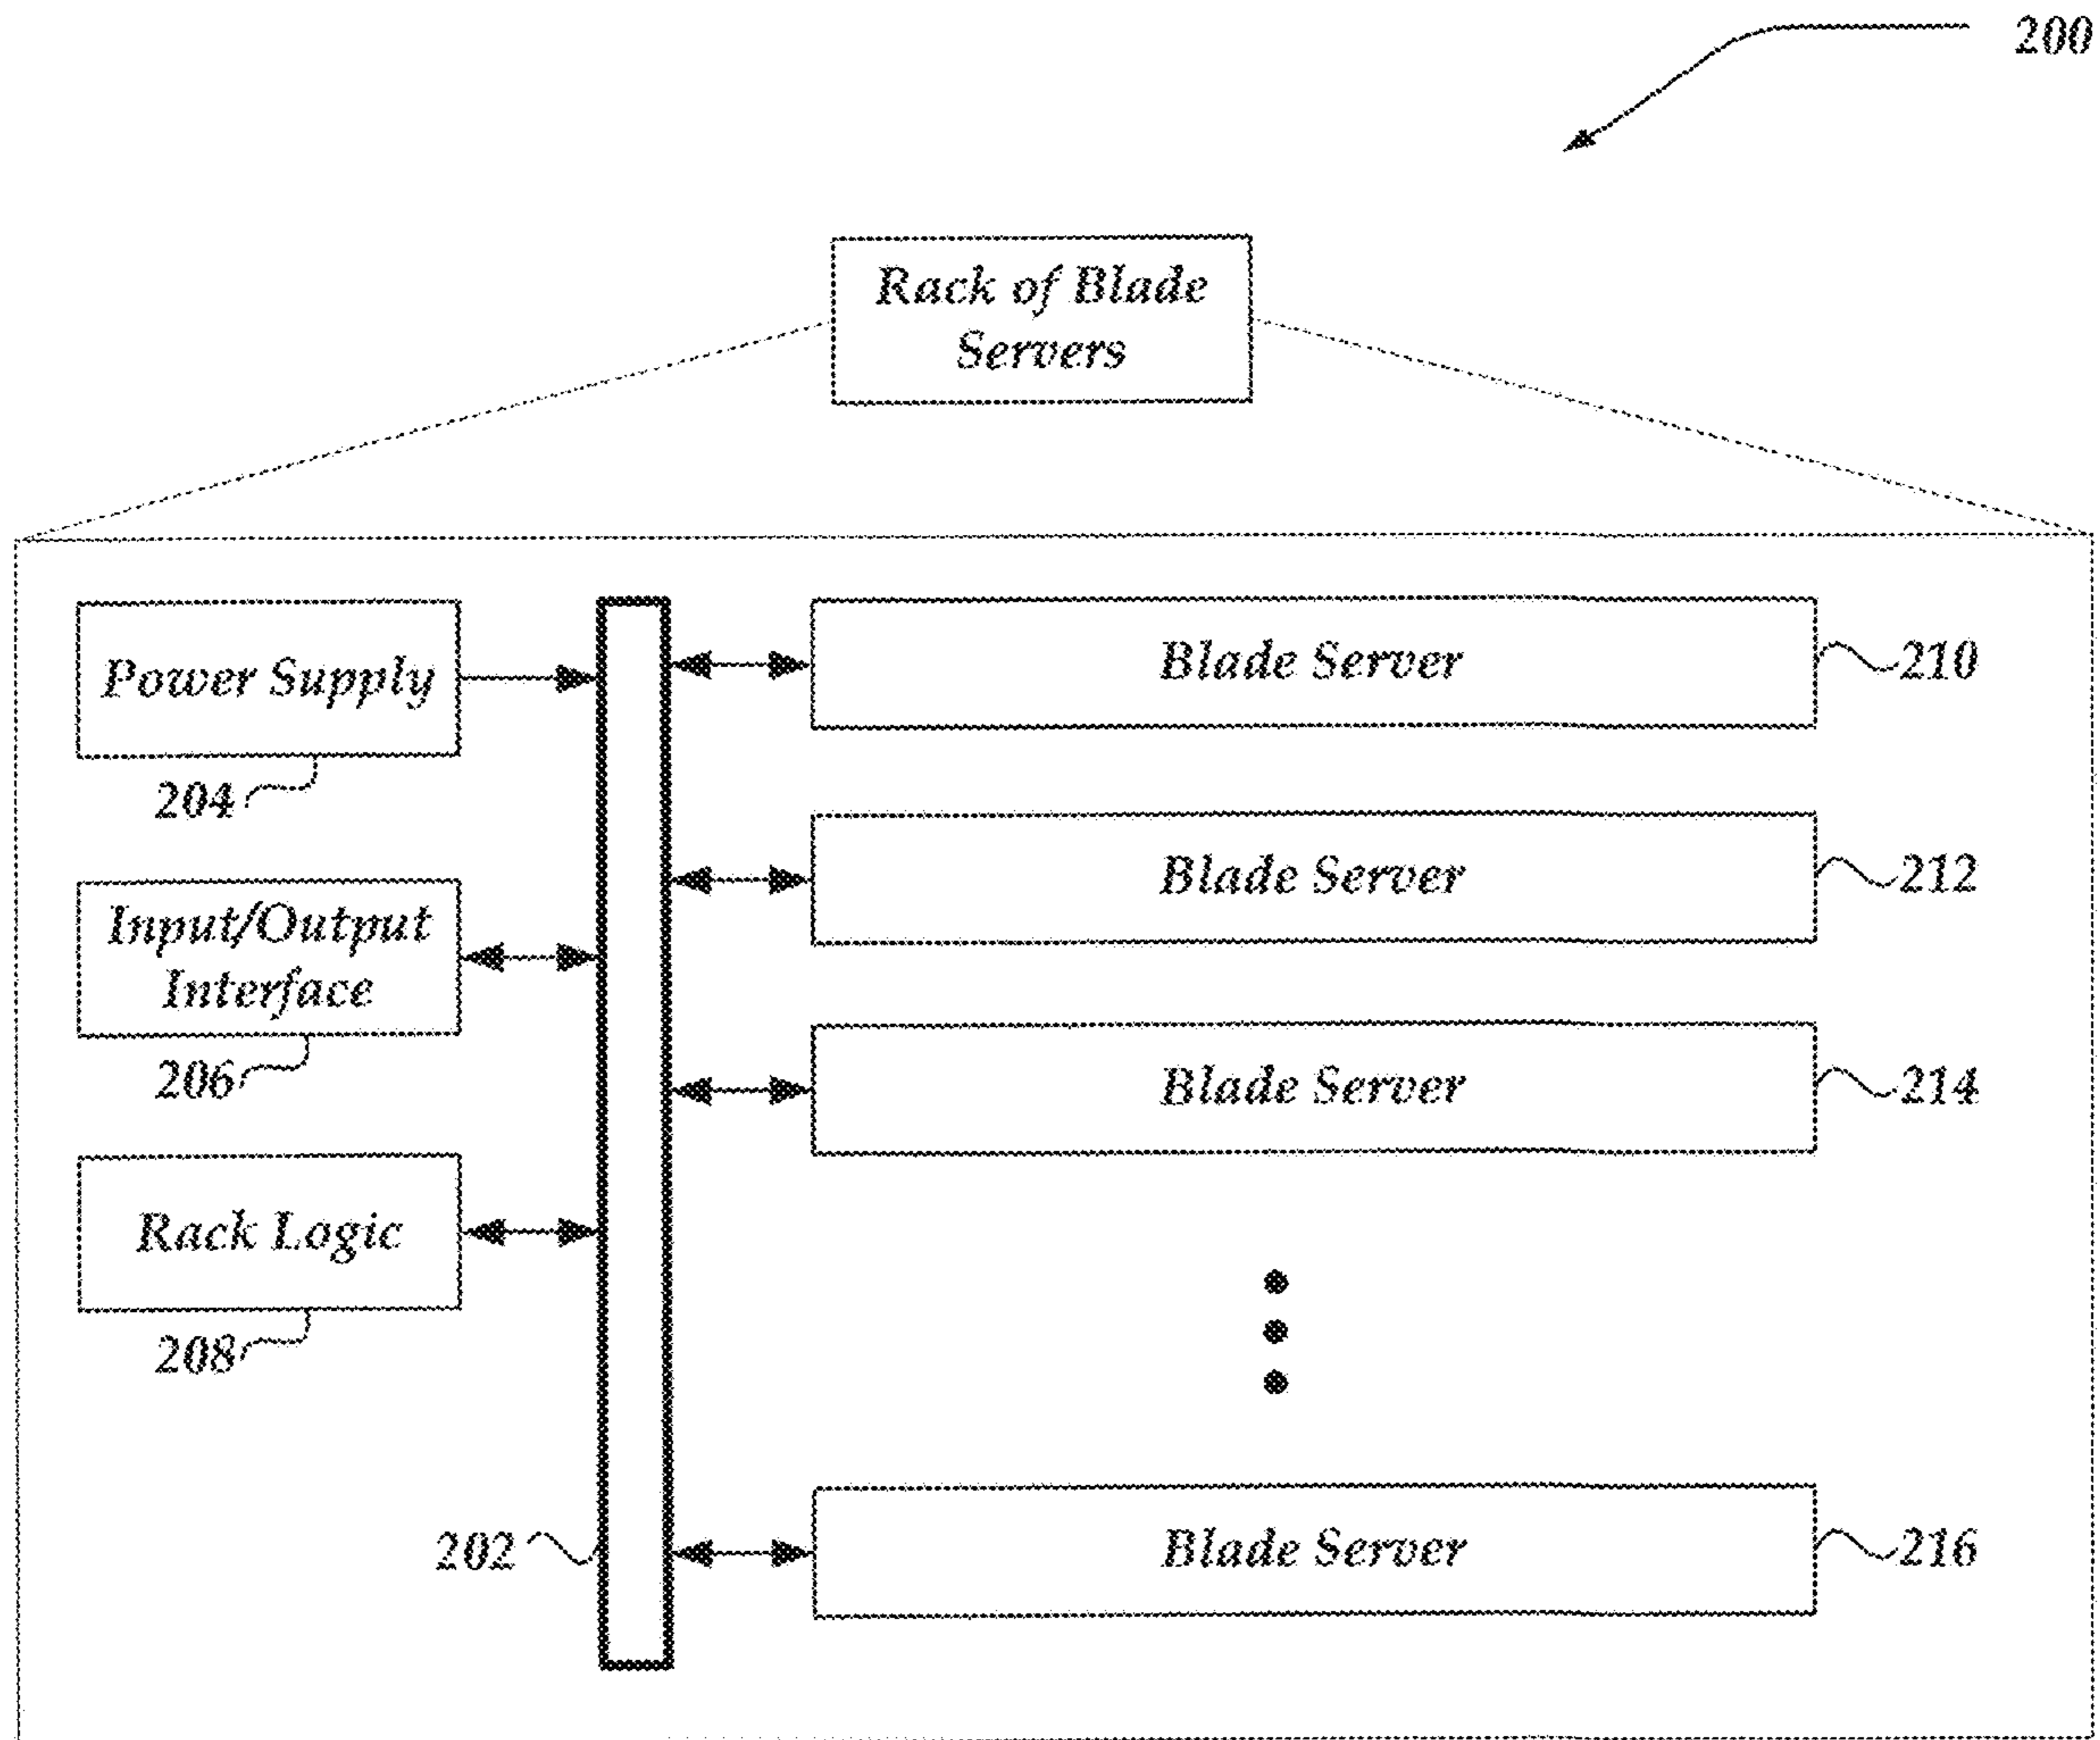 200
Rack of Blade
Servers
Power Supply
204
Input/Output
Interface
206
Rack Logic
208
202
Blade Server
210
Blade Server
212
Blade Server
214
Blade Server
216